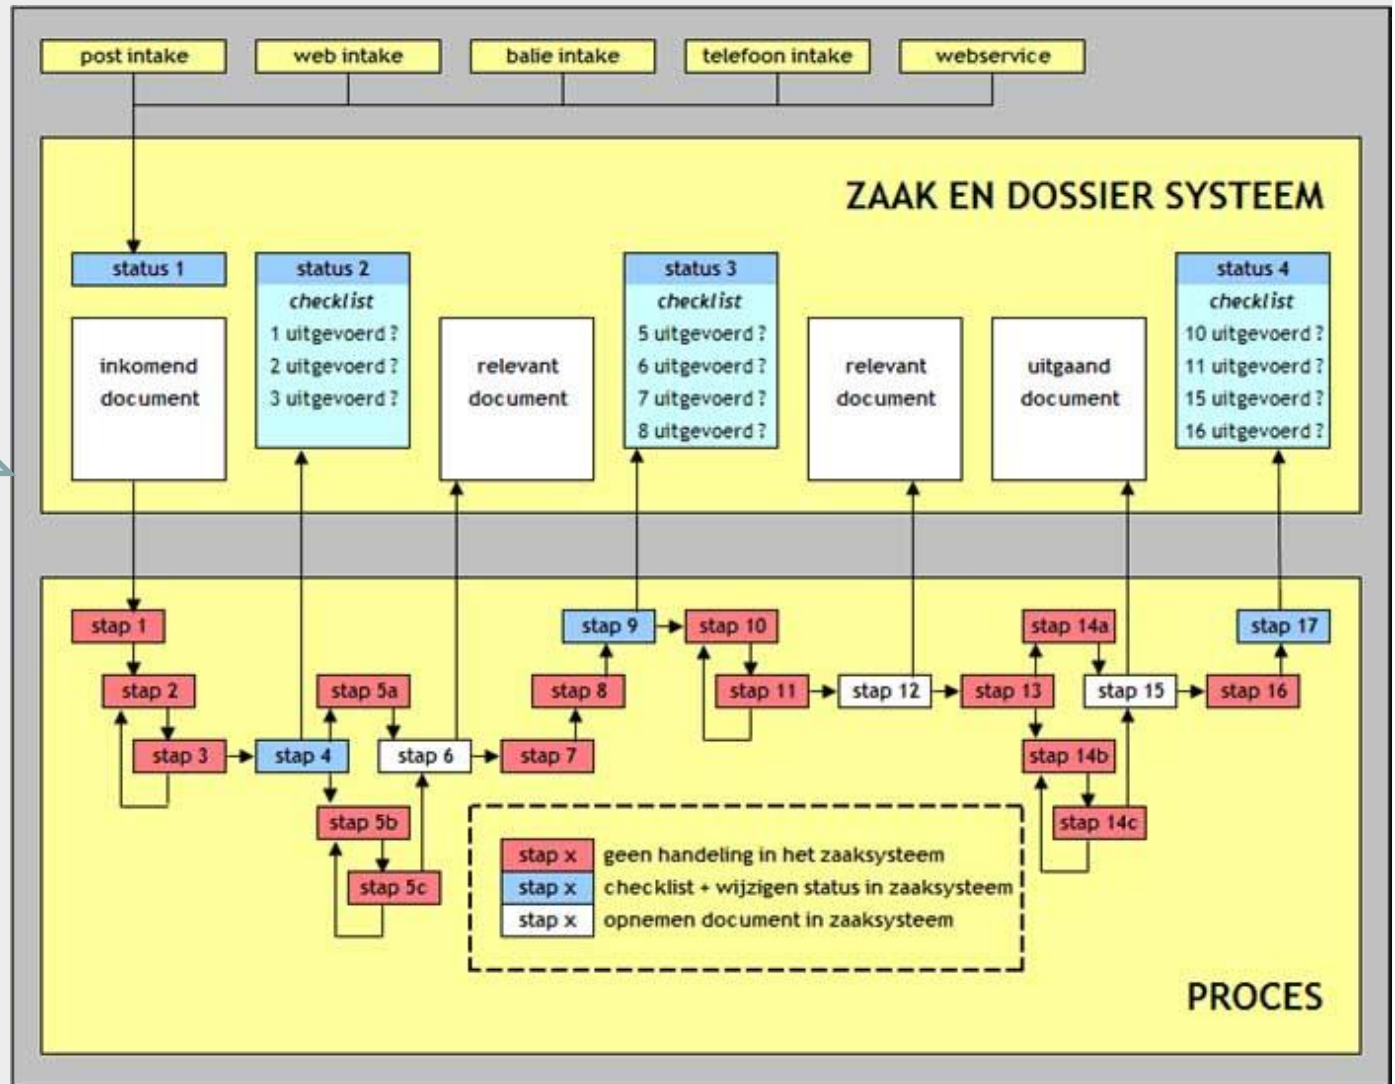 post intake
web intake
balie intake
telefoon intake
webservice
ZAAK EN DOSSIER SYSTEEM
status 1
inkomend
document
status 2
checklist
1 uitgevoerd ?
2 uitgevoerd ?
3 uitgevoerd ?
relevant
document
status 3
checklist
5 uitgevoerd ?
6 uitgevoerd ?
7 uitgevoerd ?
8 uitgevoerd ?
relevant
document
uitgaand
document
status 4
checklist
10 uitgevoerd ?
11 uitgevoerd ?
15 uitgevoerd ?
16 uitgevoerd ?
stap 1
stap 2
stap 3
stap 4
stap 5a
stap 5b
stap 5c
stap 6
stap 7
stap 8
stap 9
stap 10
stap 11
stap 12
stap 13
stap 14a
stap 14b
stap 14c
stap 15
stap 16
stap 17
stap x geen handeling in het zaaksysteem
stap x checklist + wijzigen status in zaaksysteem
stap x opnemen document in zaaksysteem
PROCES